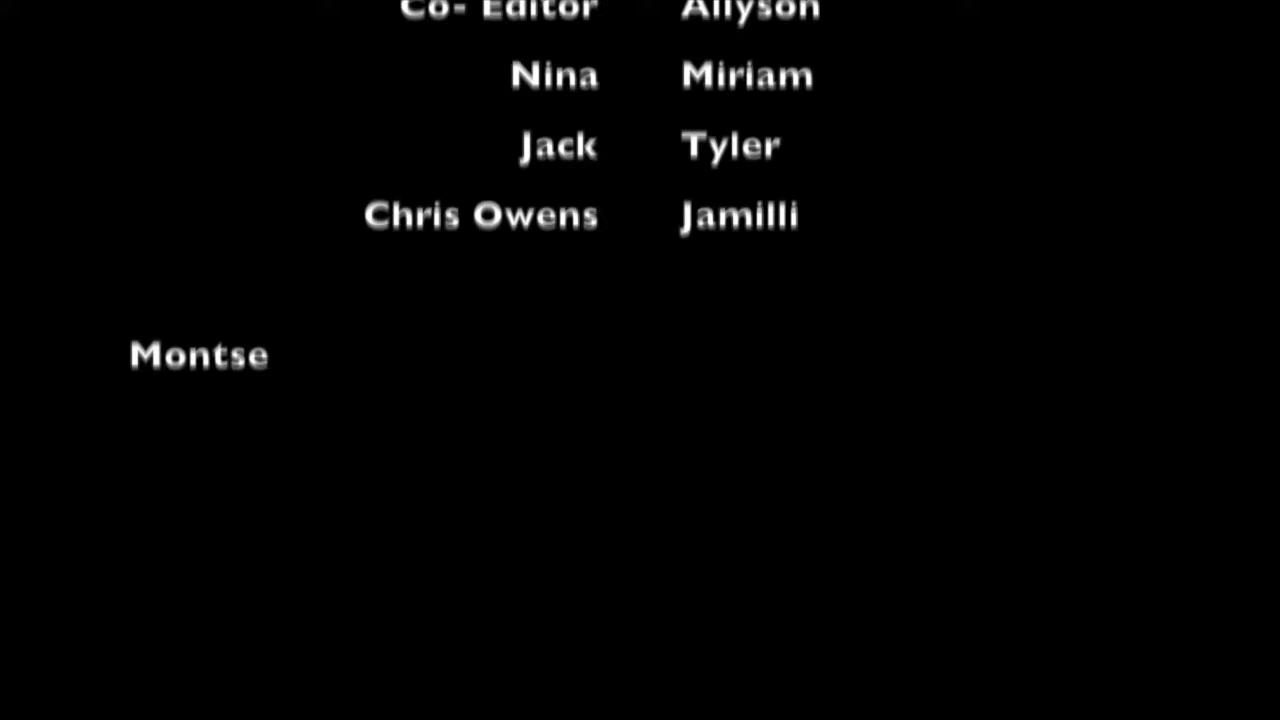 Co- Editor Allyson
Nina Miriam
Jack Tyler
Chris Owens Jamilli
Montse